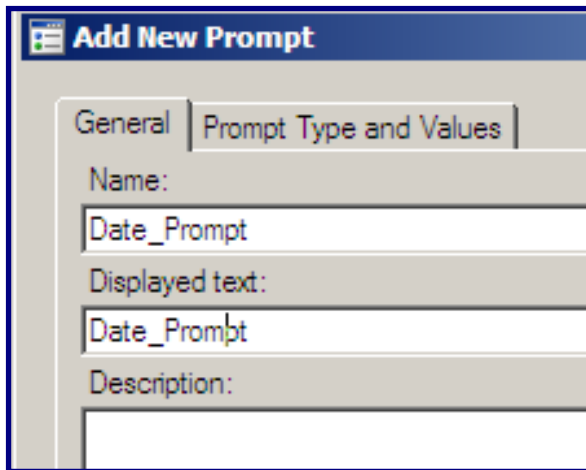 Add New Prompt
General Prompt Type and Values
Name:
Date_Prompt
Displayed text:
Date_Prompt
Description: